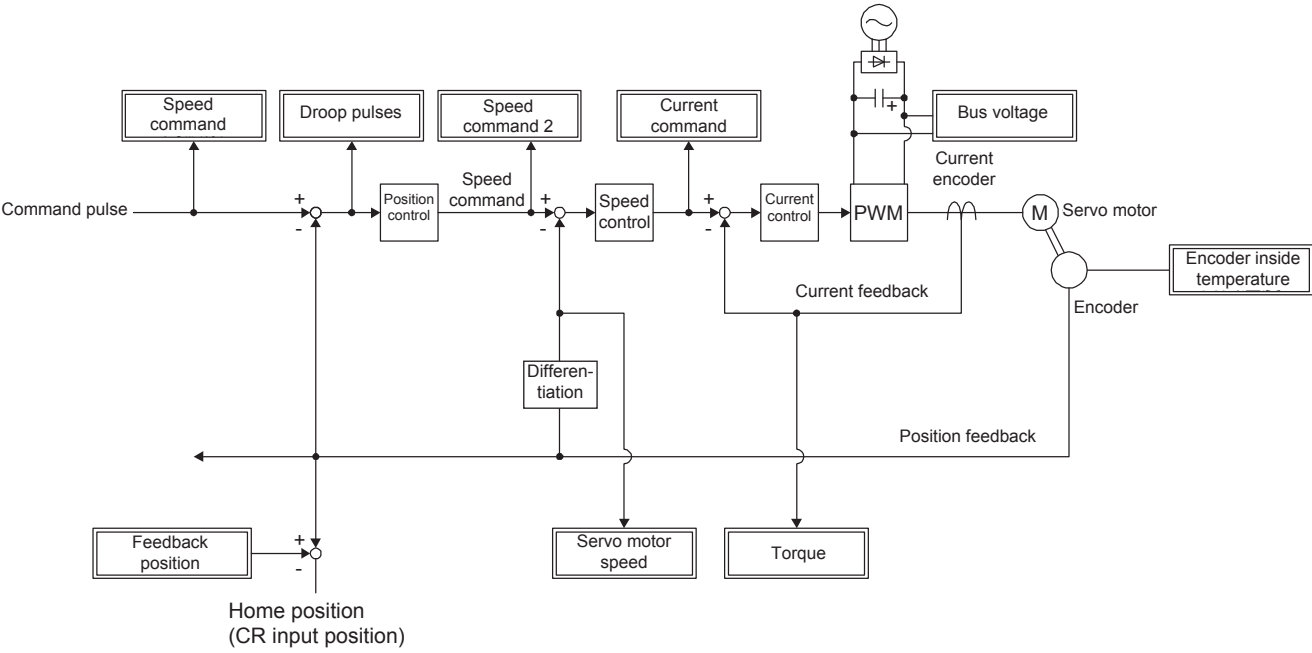 Speed
command
Droop pulses
Speed
command 2
Current
command
Bus voltage
Current
encoder
Command pulse
+
-
Position
control
Speed
command
+
-
Speed
control
+
-
Current
control
PWM
+
M
Servo motor
Encoder inside
temperature
Encoder
Current feedback
Differen-
tiation
Position feedback
Feedback
position
+
-
Servo motor
speed
Torque
Home position
(CR input position)